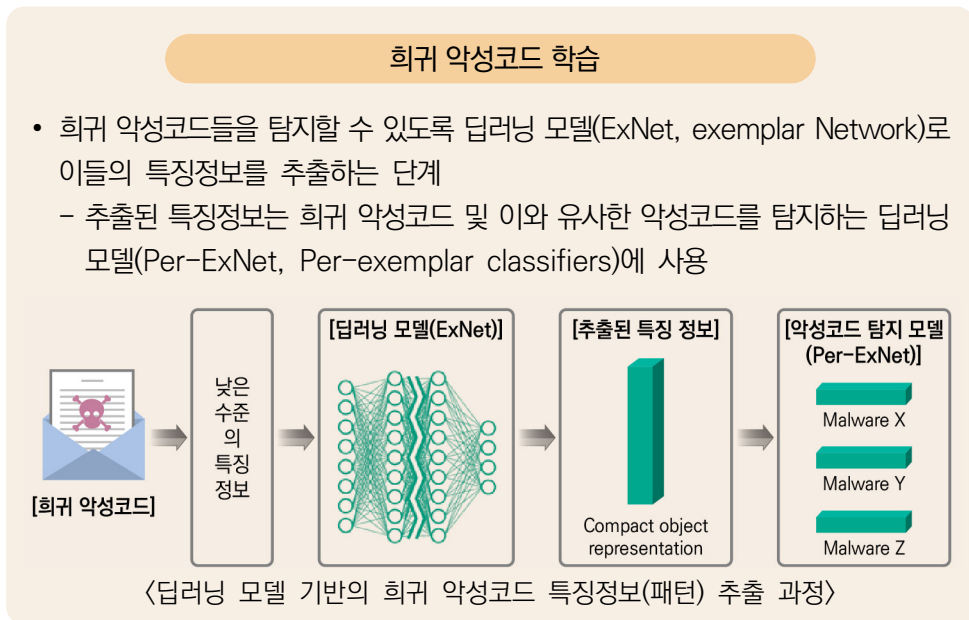 희귀 악성코드 학습
• 희귀 악성코드들을 탐지할 수 있도록 딥러닝 모델(ExNet, exemplar Network)로
이들의 특징정보를 추출하는 단계
- 추출된 특징정보는 희귀 악성코드 및 이와 유사한 악성코드를 탐지하는 딥러닝
모델(Per-ExNet, Per-exemplar classifiers)에 사용
[희귀 악성코드]
낮은
수준
의
특징
정보
[딥러닝 모델(ExNet)]
[추출된 특징 정보]
Compact object
representation
[악성코드 탐지 모델
(Per-ExNet)]
Malware X
Malware Y
Malware Z
〈딥러닝 모델 기반의 희귀 악성코드 특징정보(패턴) 추출 과정〉